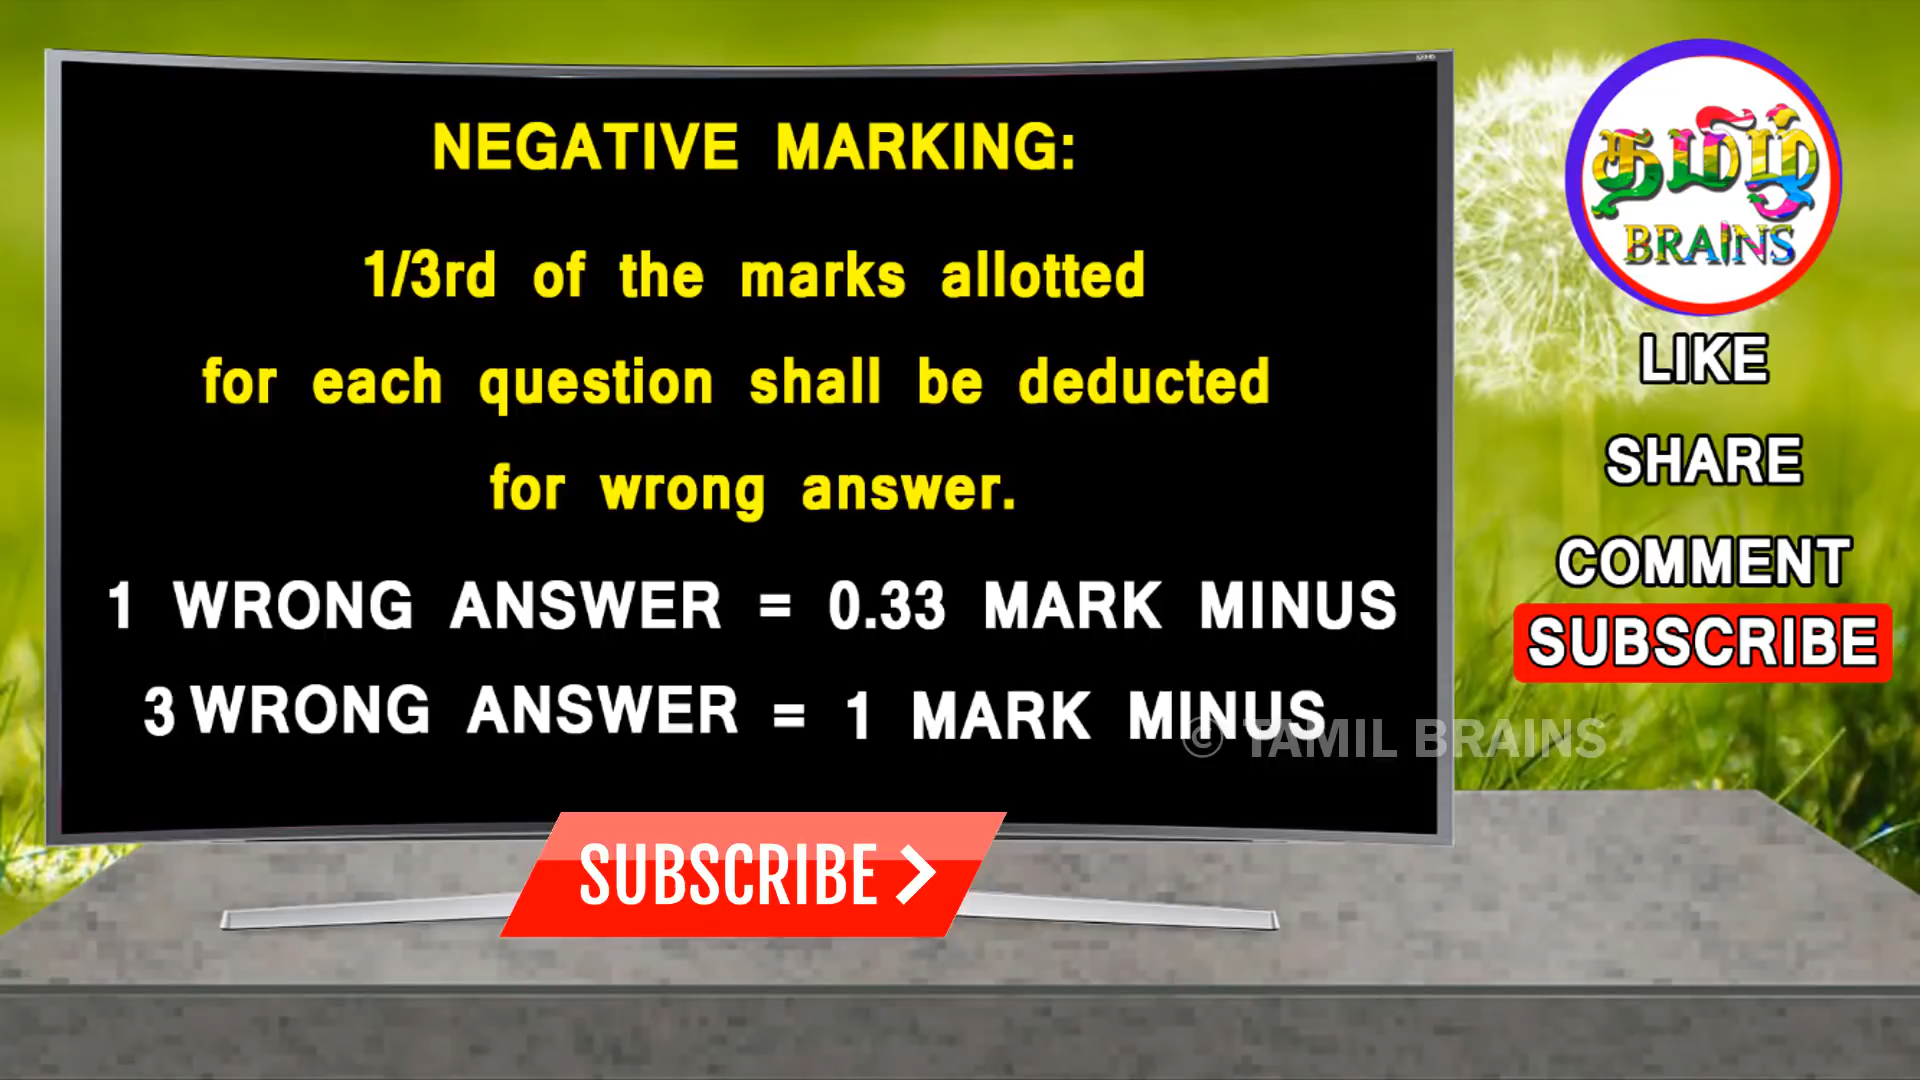 NEGATIVE MARKING:
1/3rd of the marks allotted
for each question shall be deducted
for wrong answer.
1 WRONG ANSWER = 0.33 MARK MINUS
3 WRONG ANSWER = 1 MARK MINUS
© TAMIL BRAINS
SUBSCRIBE
தமிழ்
BRAINS
LIKE
SHARE
COMMENT
SUBSCRIBE